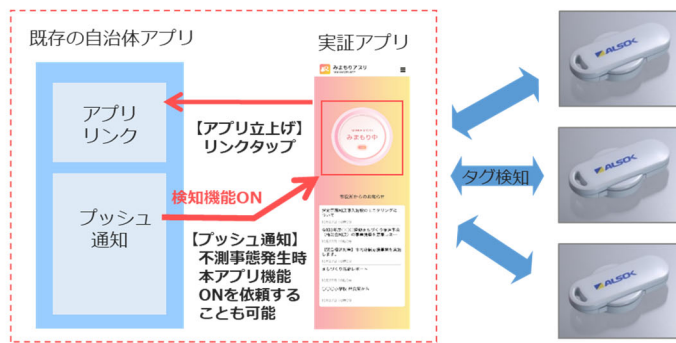 既存の自治体アプリ
実証アプリ
みまもりアプリ
アプリ
リンク
【アプリ立上げ】
リンクタップ
みまもり中
検知機能ON
プッシュ
通知
【プッシュ通知】
不測事態発生時
本アプリ機能
ONを依頼する
ことも可能
タグ検知
ALSOK
ALSOK
ALSOK